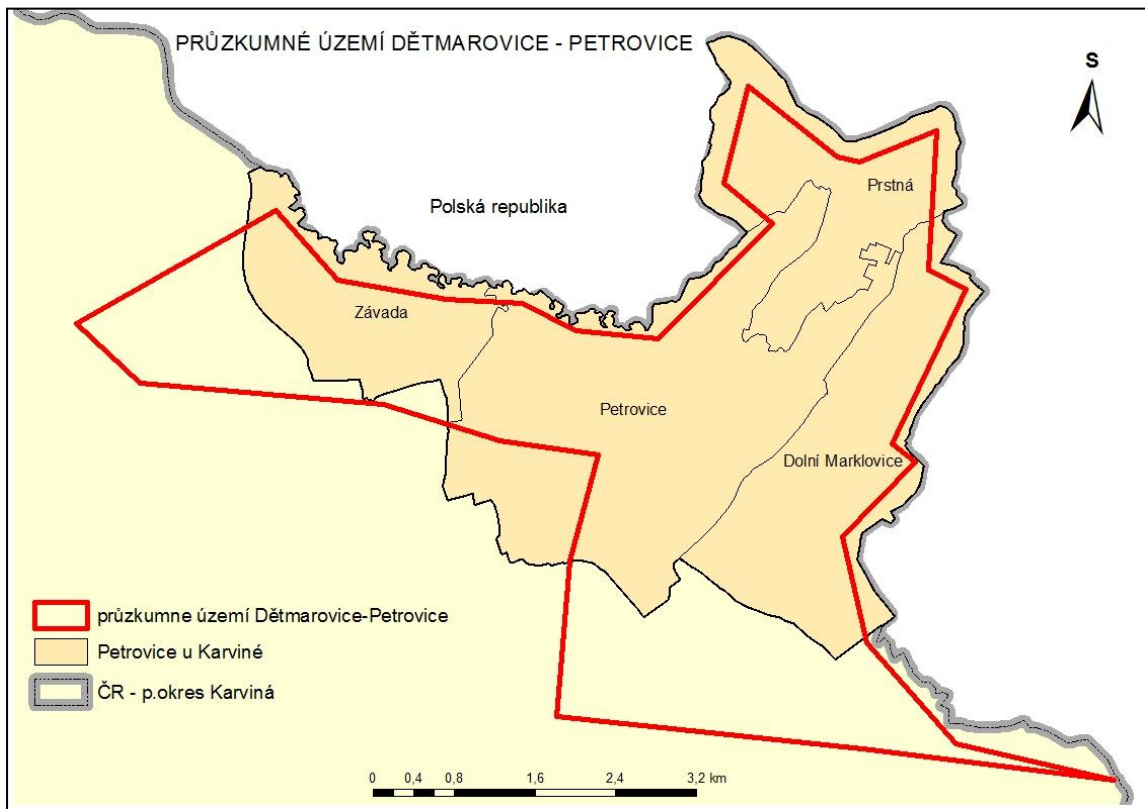 PRŮZKUMNÉ ÚZEMÍ DĚTMAROVICE - PETROVICE
S
Prstná
Polská republika
Závada
Petrovice
Dolní Marklovice
průzkumne území Dětmarovice-Petrovice
Petrovice u Karviné
ČR - p.okres Karviná
0 0,4 0,8 1,6 2,4 3,2 km